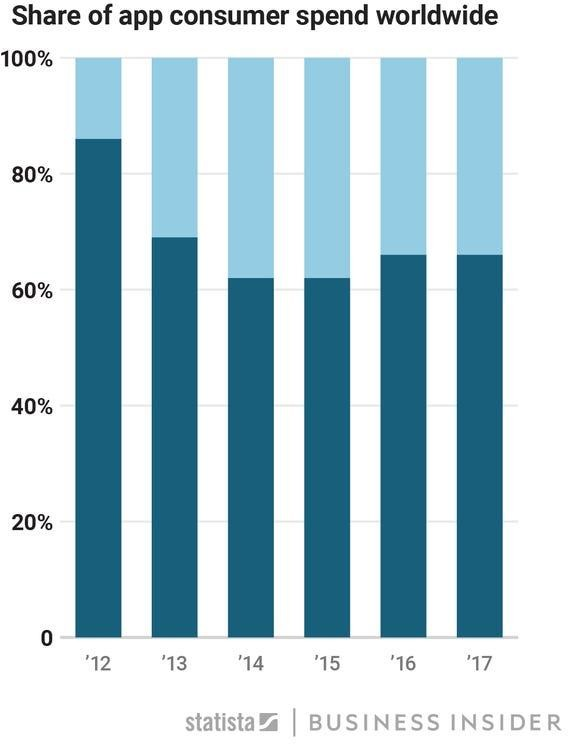 Share of app consumer spend worldwide
100%
80%
60%
40%
20%
0
’12 ’13 ’14 ’15 ’16 ’17
statista | BUSINESS INSIDER